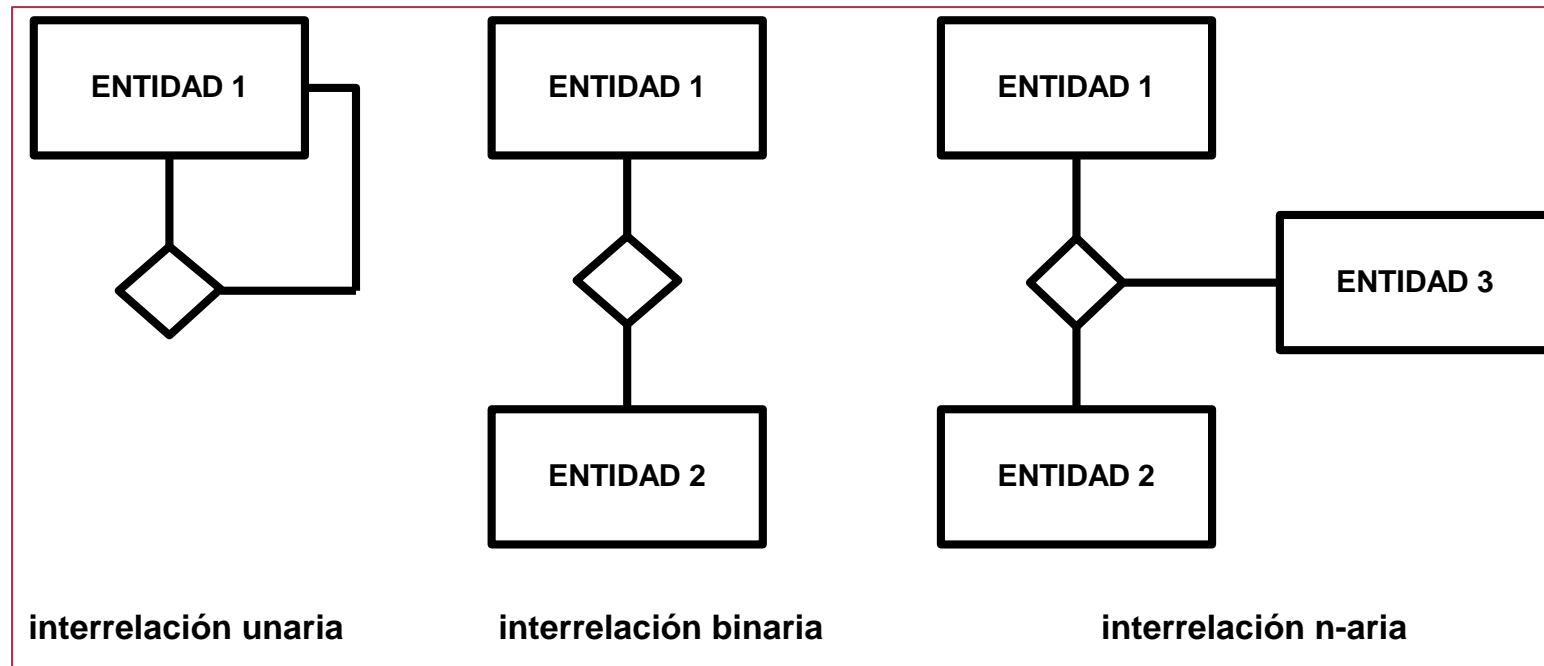 ENTIDAD 1
ENTIDAD 1
ENTIDAD 1
ENTIDAD 3
ENTIDAD 2
ENTIDAD 2
interrelación unaria
interrelación binaria
interrelación n-aria